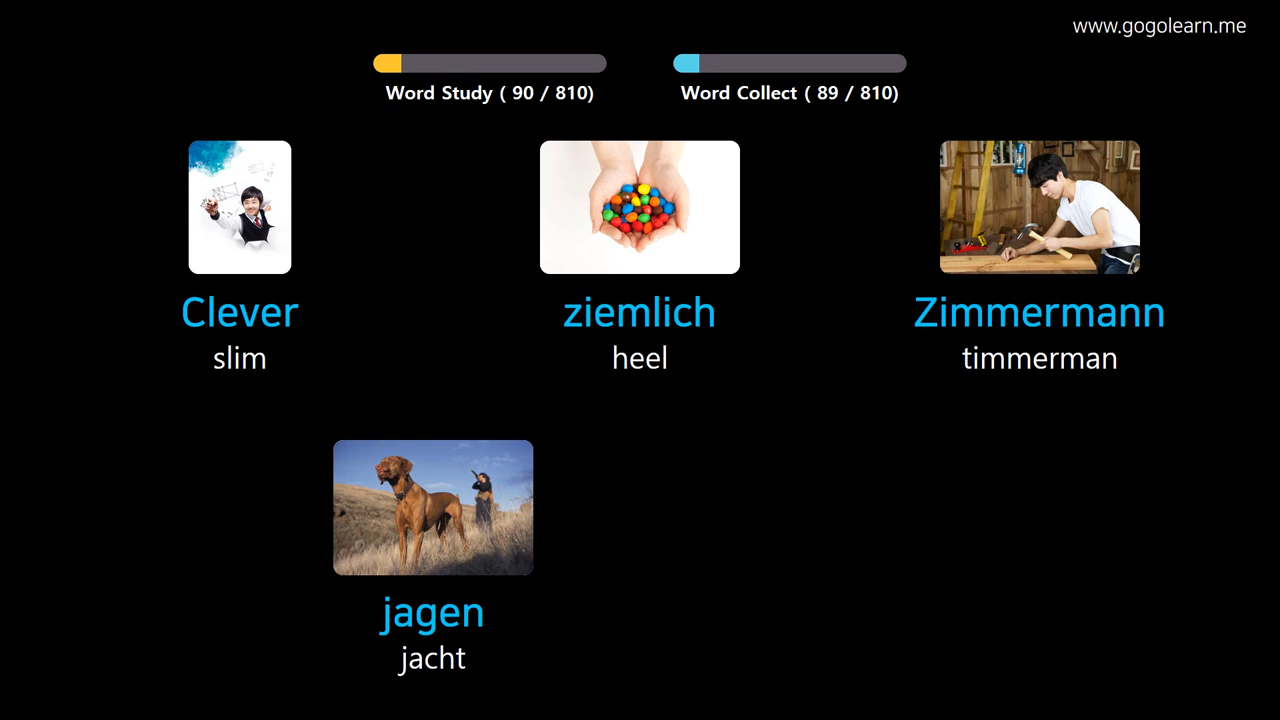 www.gogolearn.me
Word Study ( 90 / 810)
Word Collect ( 89 / 810)
Clever
slim
ziemlich
heel
Zimmermann
timmerman
jagen
jacht